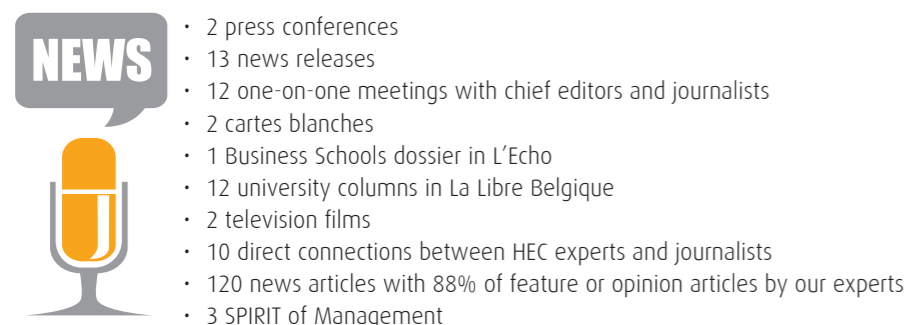 NEWS
• 2 press conferences
• 13 news releases
• 12 one-on-one meetings with chief editors and journalists
• 2 cartes blanches
• 1 Business Schools dossier in L’Echo
• 12 university columns in La Libre Belgique
• 2 television films
• 10 direct connections between HEC experts and journalists
• 120 news articles with 88% of feature or opinion articles by our experts
• 3 SPIRIT of Management